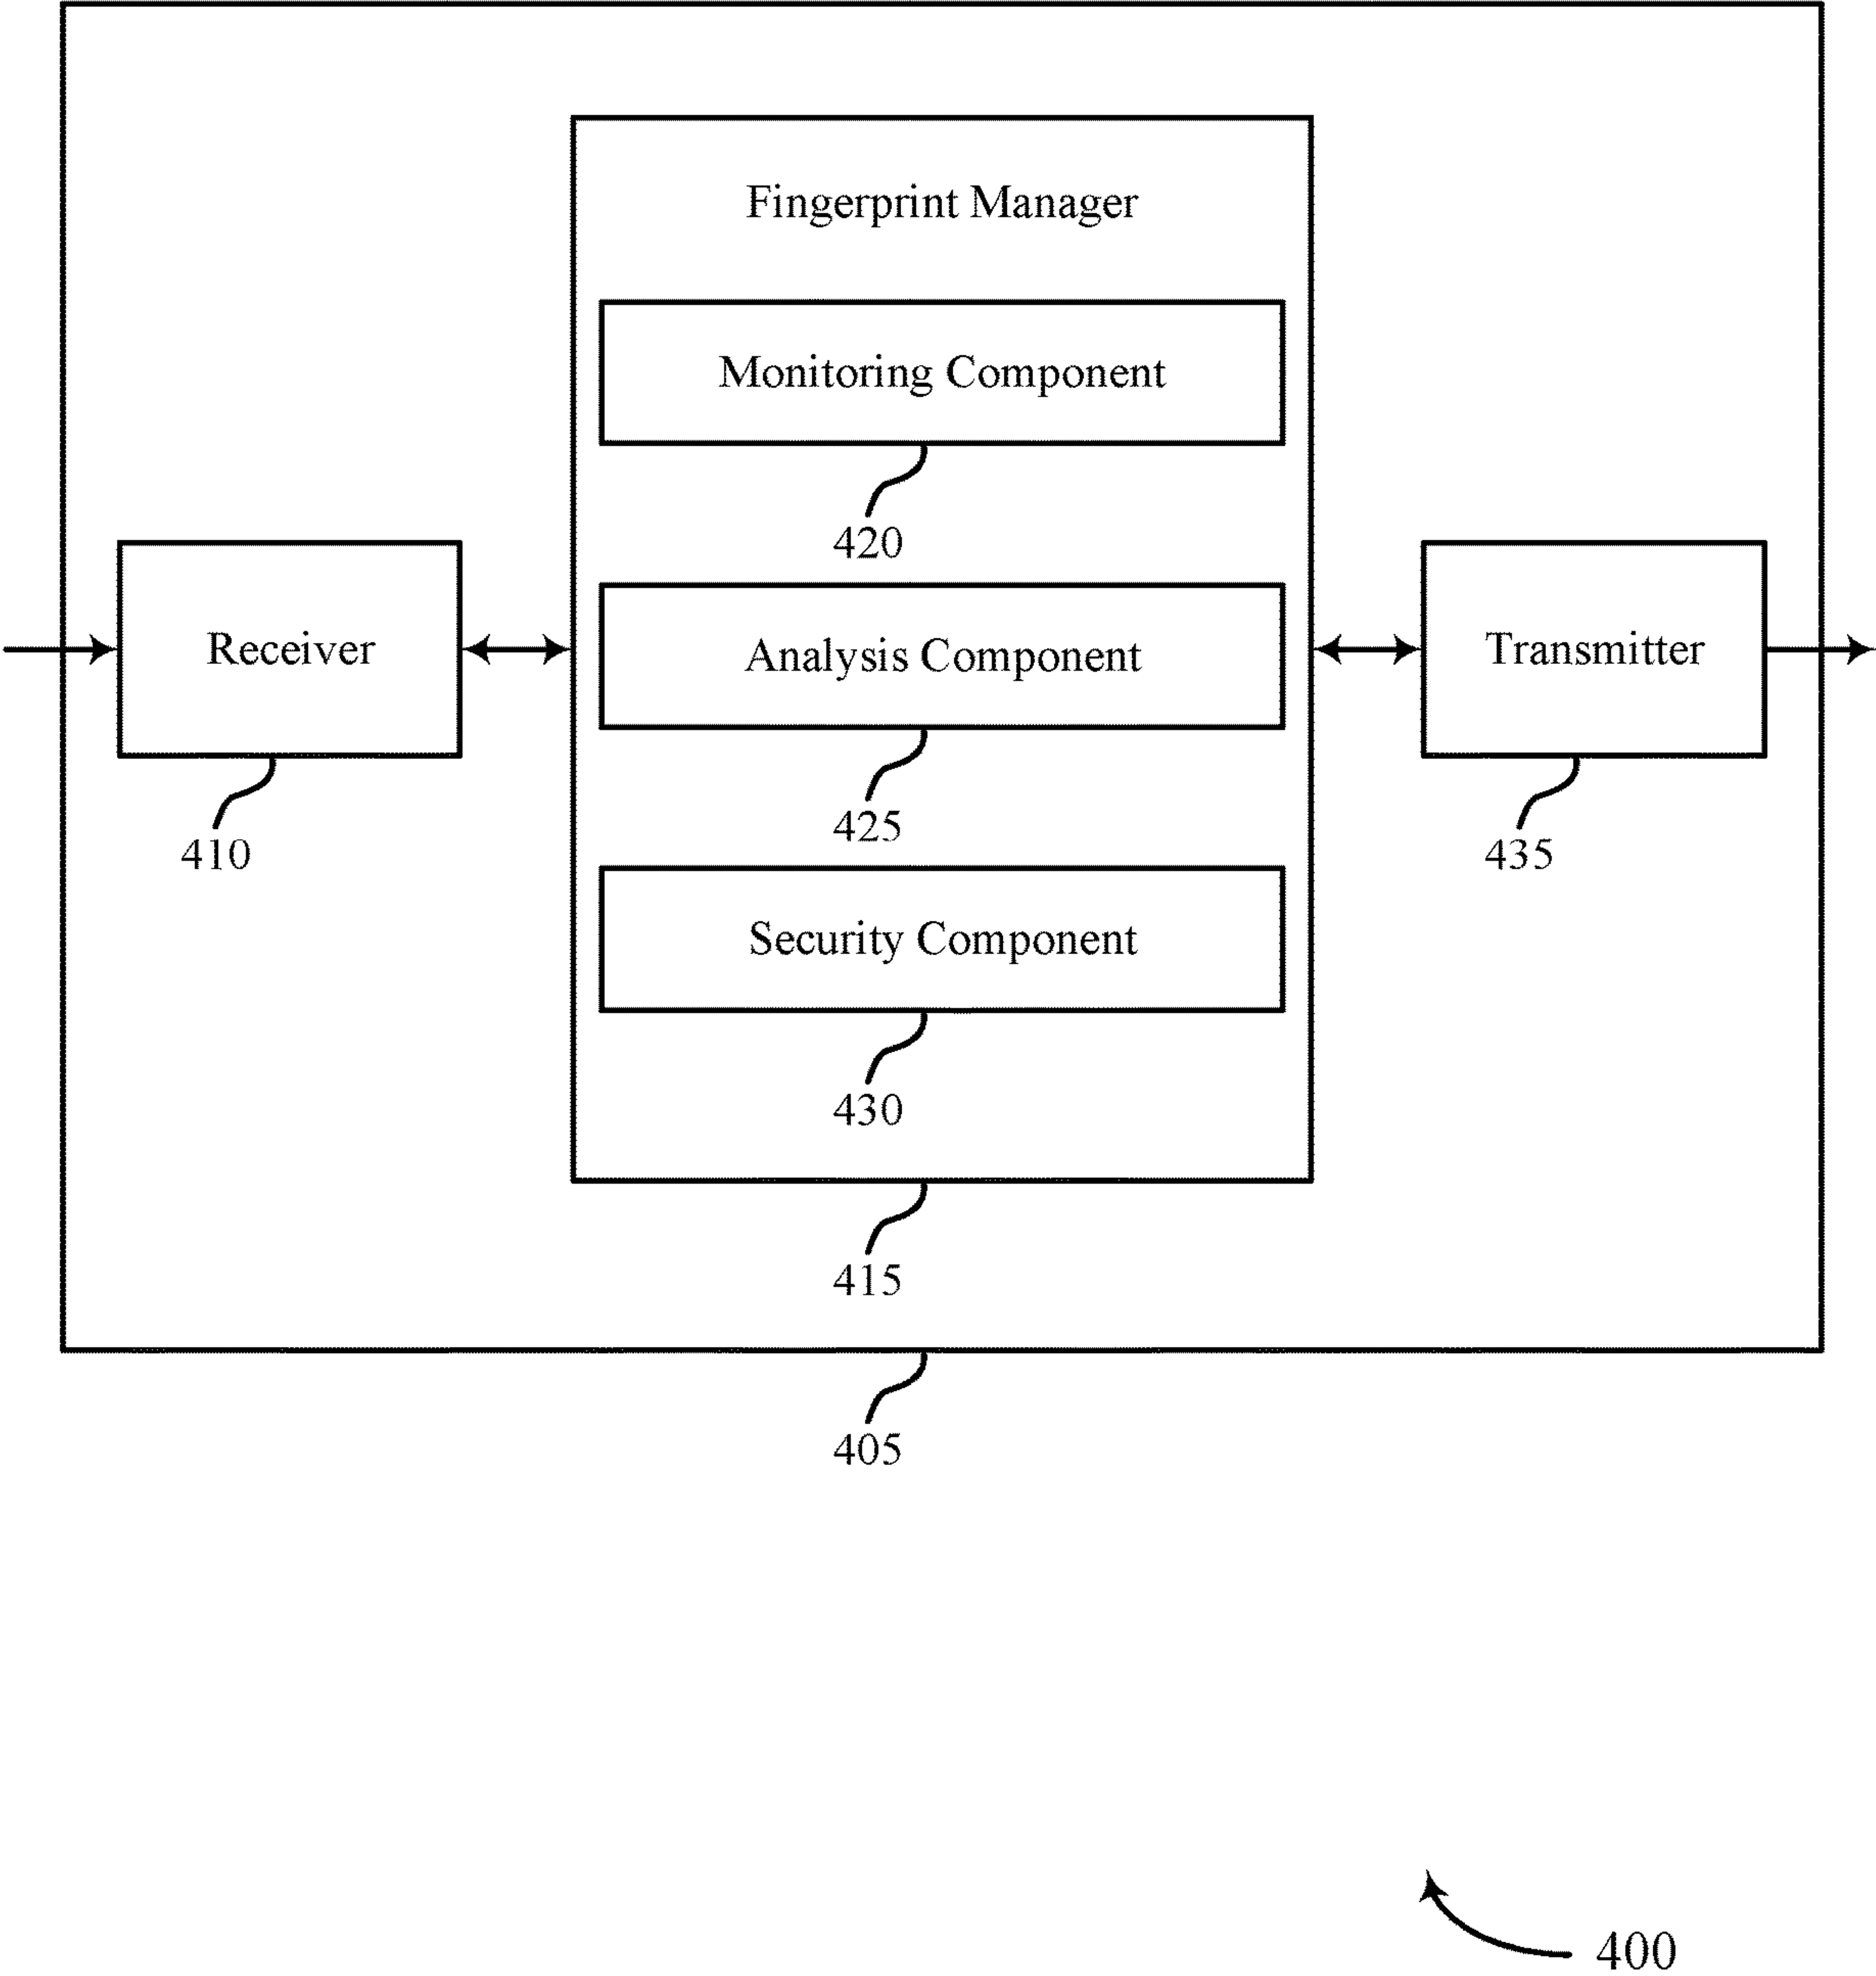 Fingerprint Manager
Monitoring Component
420
Receiver
410
Analysis Component
425
Transmitter
435
Security Component
430
415
405
400